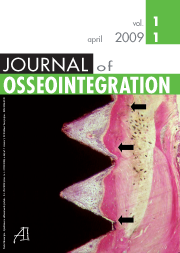 vol. 1
april 2009 1
JOURNAL of
OSSEOINTEGRATION